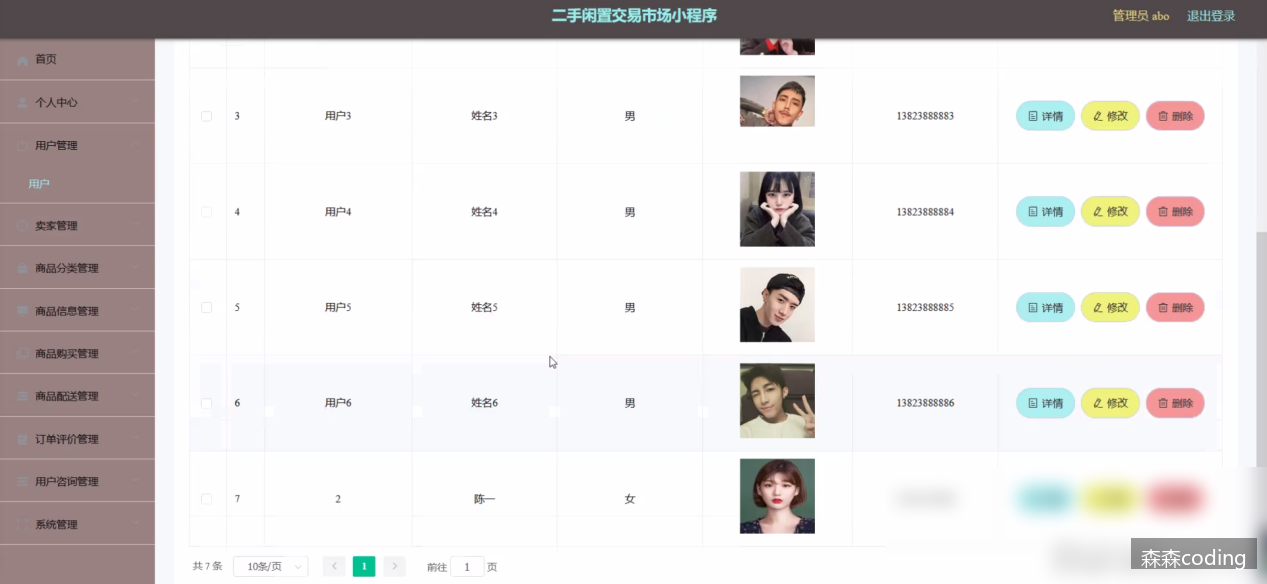 二手闲置交易市场小程序
管理员 abo 退出登录
首页
个人中心
用户管理
用户
卖家管理
商品分类管理
商品信息管理
商品购买管理
商品配送管理
订单评价管理
用户咨询管理
系统管理
3 用户3 姓名3 男 13823888883 详情 修改 删除
4 用户4 姓名4 男 13823888884 详情 修改 删除
5 用户5 姓名5 男 13823888885 详情 修改 删除
6 用户6 姓名6 男 13823888886 详情 修改 删除
7 2 陈一 女
共 7 条 10条/页 1 前往 1 页
森森coding